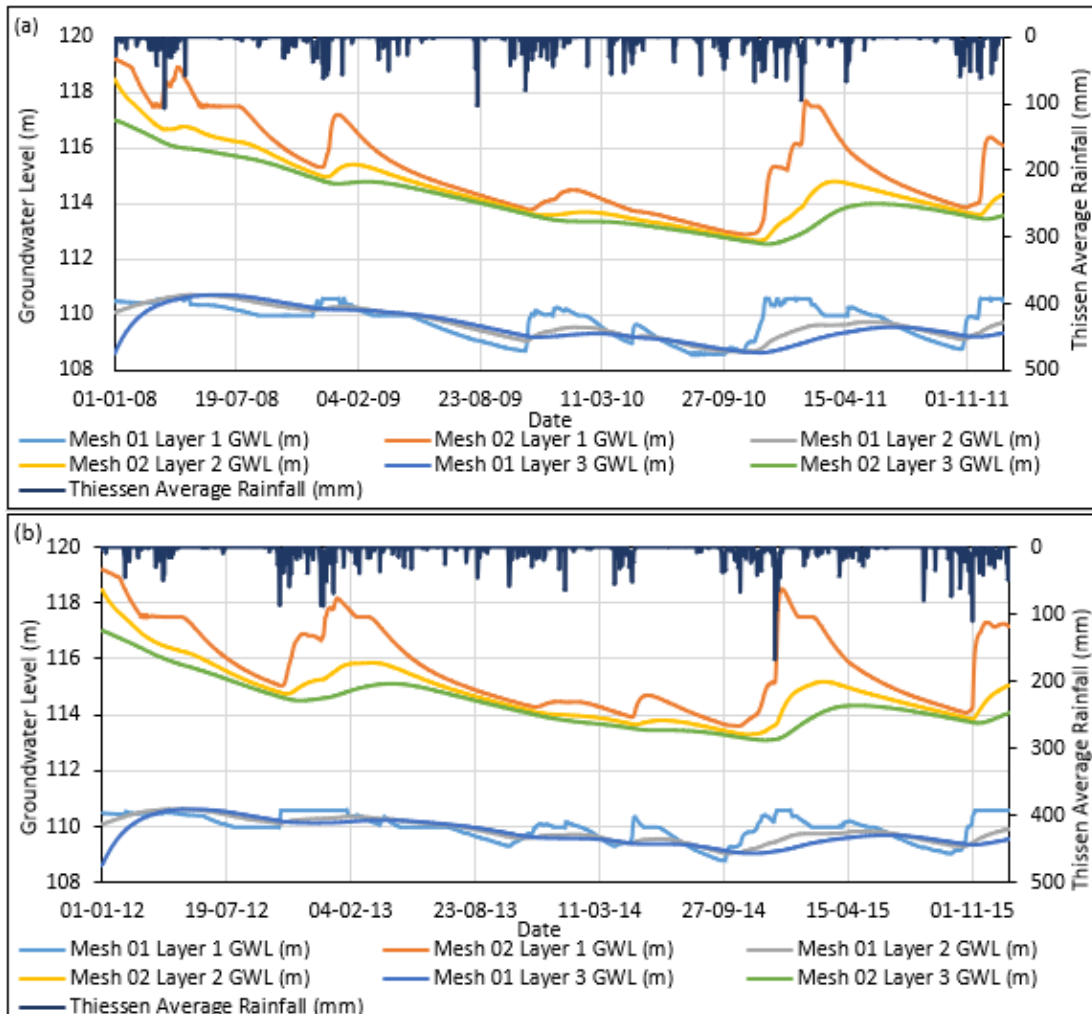 (a)
120
118
116
114
112
110
108
Groundwater Level (m)
0
100
200
300
400
500
Thissen Average Rainfall (mm)
01-01-08 19-07-08 04-02-09 23-08-09 11-03-10 27-09-10 15-04-11 01-11-11
Date
Mesh 01 Layer 1 GWL (m) Mesh 02 Layer 1 GWL (m) Mesh 01 Layer 2 GWL (m)
Mesh 02 Layer 2 GWL (m) Mesh 01 Layer 3 GWL (m) Mesh 02 Layer 3 GWL (m)
Thiessen Average Rainfall (mm)
(b)
120
118
116
114
112
110
108
Groundwater Level (m)
0
100
200
300
400
500
Thissen Average Rainfall (mm)
01-01-12 19-07-12 04-02-13 23-08-13 11-03-14 27-09-14 15-04-15 01-11-15
Date
Mesh 01 Layer 1 GWL (m) Mesh 02 Layer 1 GWL (m) Mesh 01 Layer 2 GWL (m)
Mesh 02 Layer 2 GWL (m) Mesh 01 Layer 3 GWL (m) Mesh 02 Layer 3 GWL (m)
Thiessen Average Rainfall (mm)